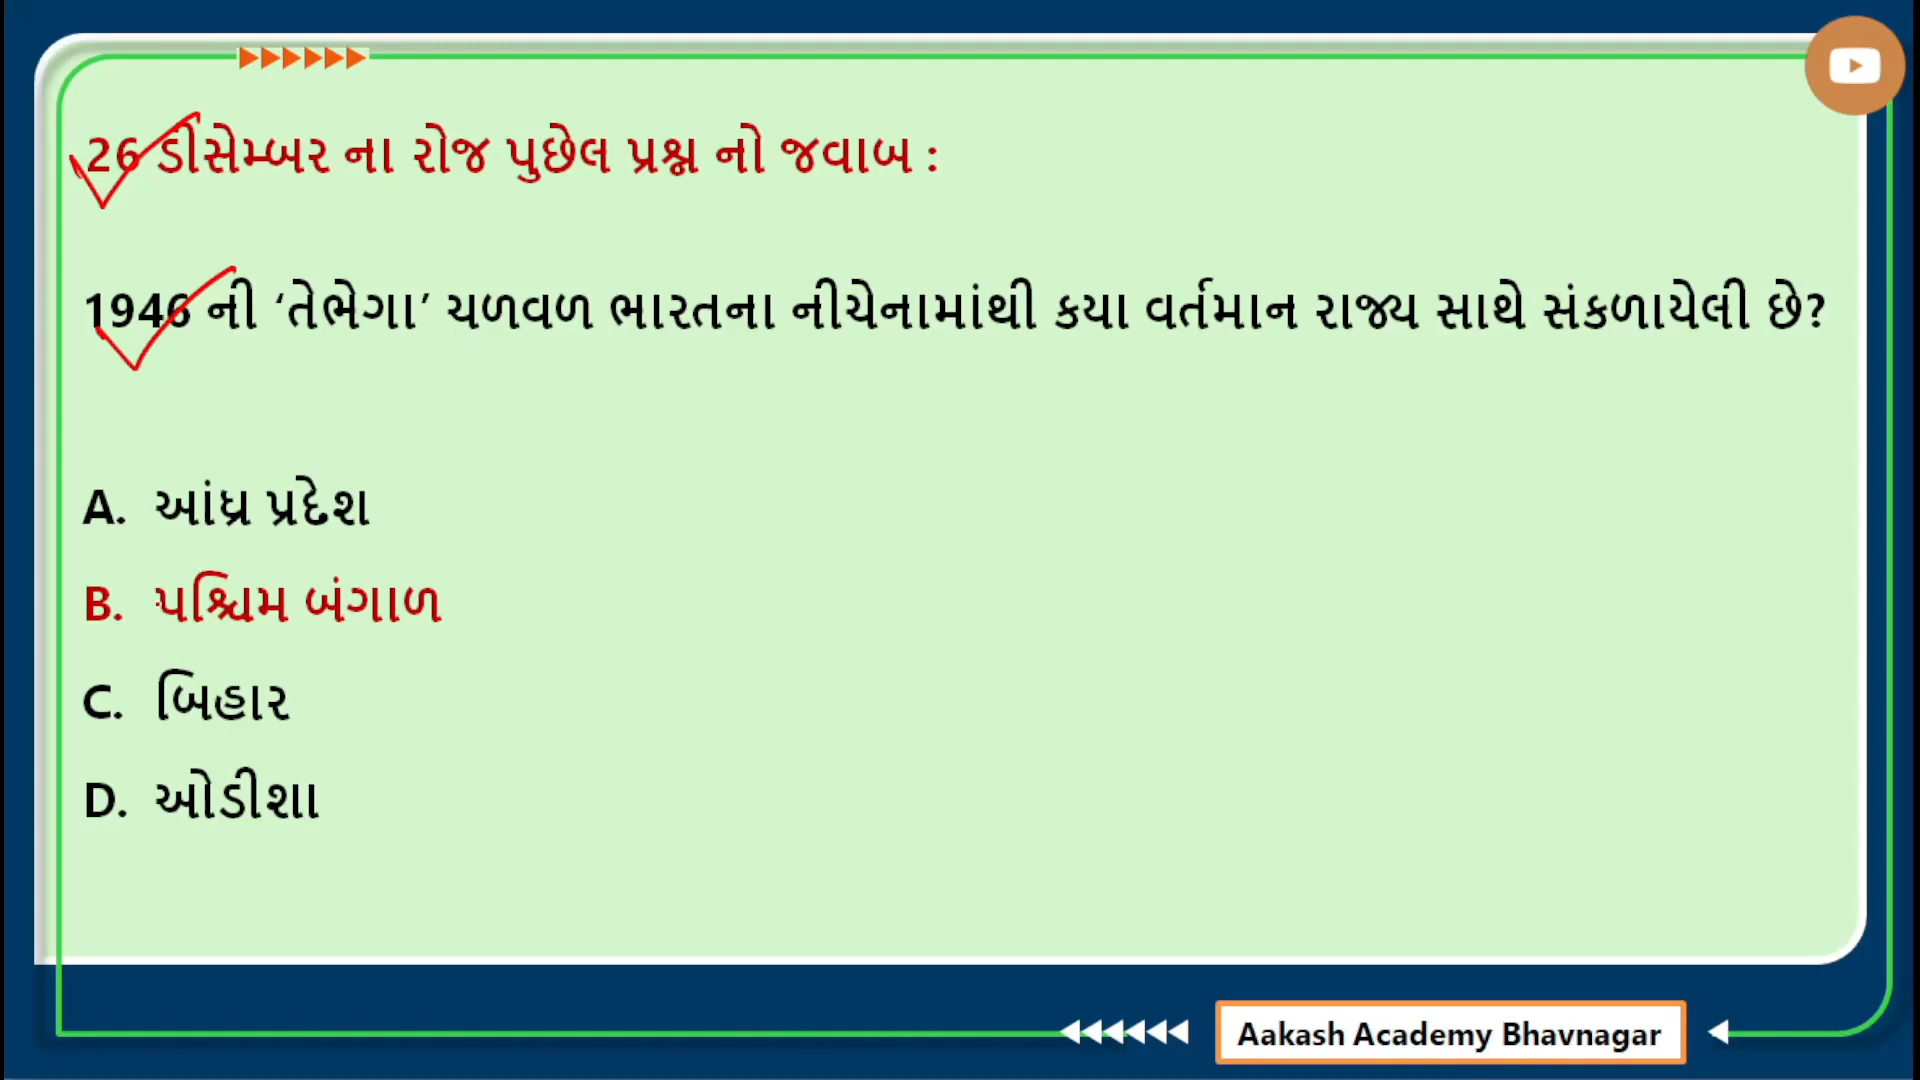 26 ડીસેમ્બર ના રોજ પુછેલ પ્રશ્ન નો જવાબ :
1946 ની ‘તેભેગા’ ચળવળ ભારતના નીચેનામાંથી કયા વર્તમાન રાજ્ય સાથે સંકળાયેલી છે?
A. આંધ્ર પ્રદેશ
B. પશ્ચિમ બંગાળ
C. બિહાર
D. ઓડીશા
Aakash Academy Bhavnagar